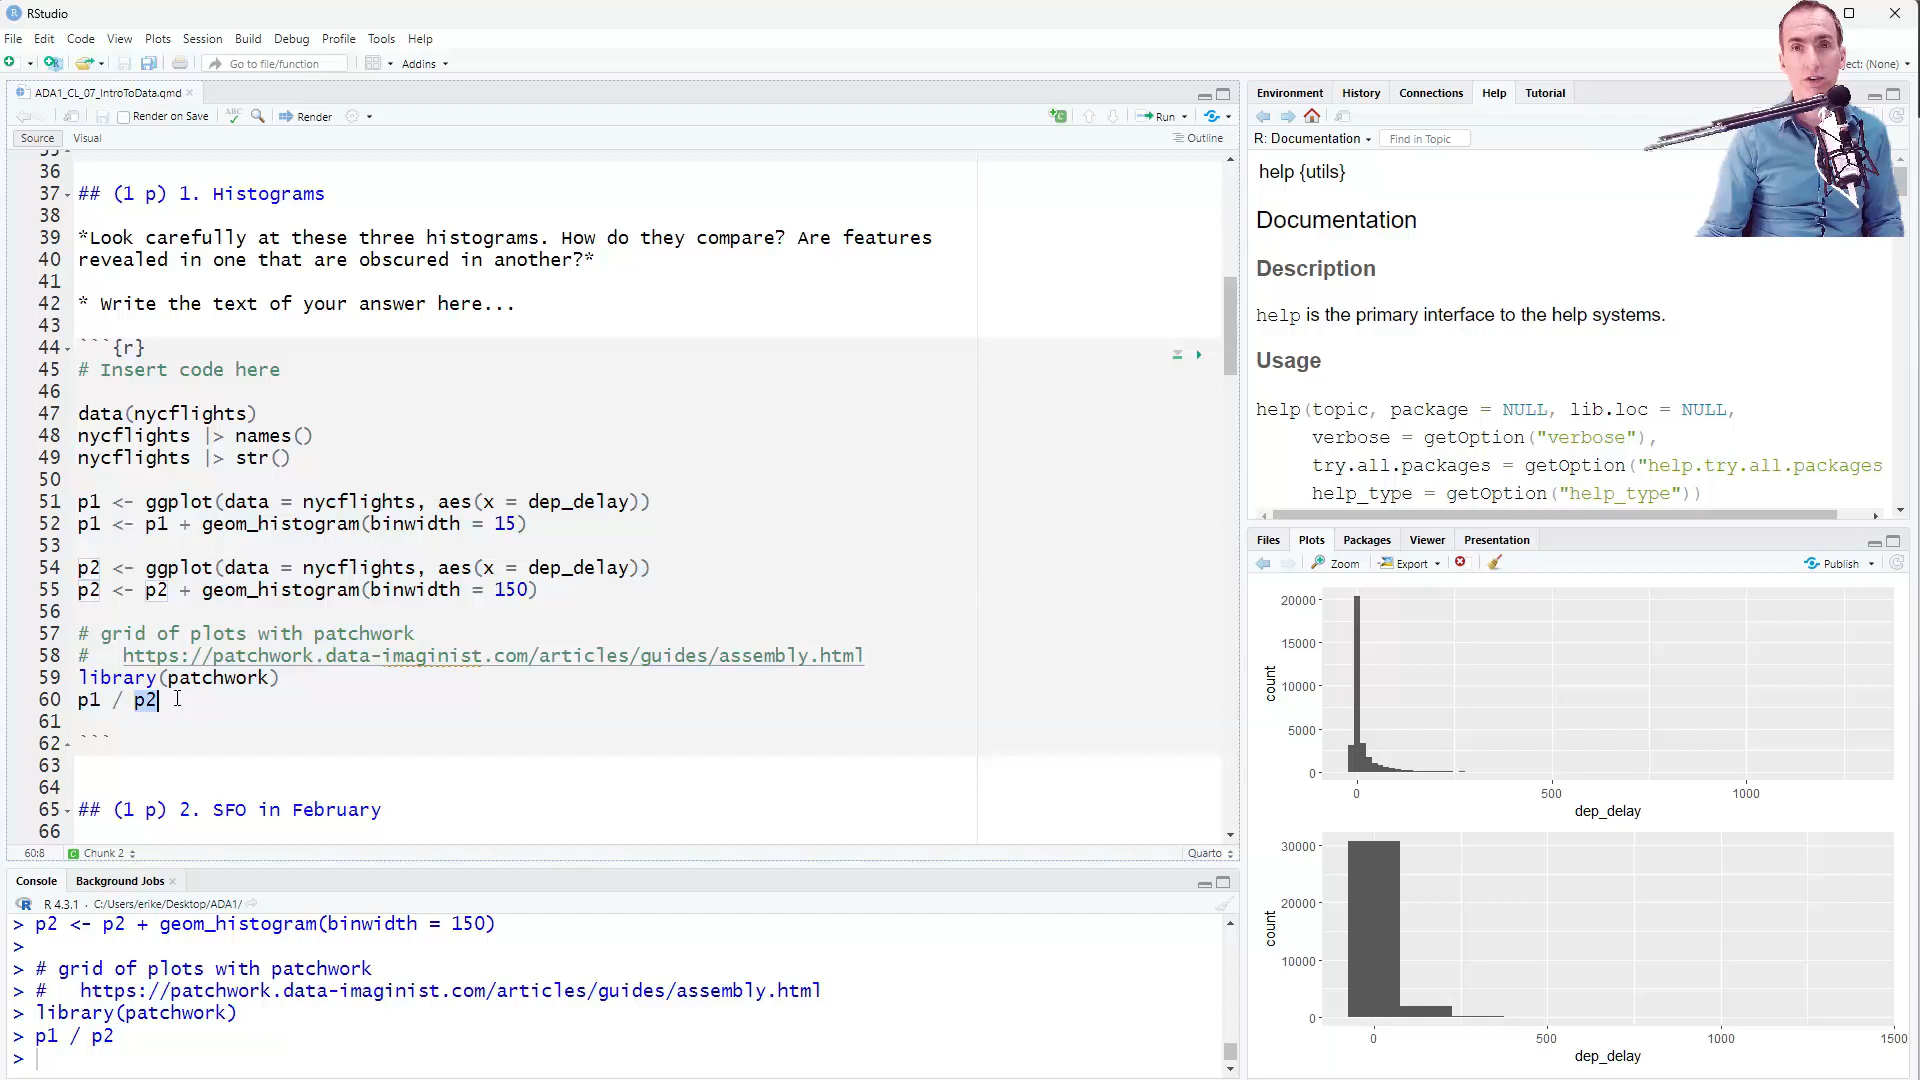 RStudio
File Edit Code View Plots Session Build Debug Profile Tools Help
Go to file/function
Addins
ect: (None)
ADA1_CL_07_IntroToData.qmd
Render on Save
ABC
Render
Run
Source Visual
Outline
35
36
37 ## (1 p) 1. Histograms
38
39 *Look carefully at these three histograms. How do they compare? Are features
40 revealed in one that are obscured in another?*
41
42 * Write the text of your answer here...
43
44 ```{r}
45 # Insert code here
46
47 data(nycflights)
48 nycflights |> names()
49 nycflights |> str()
50
51 p1 <- ggplot(data = nycflights, aes(x = dep_delay))
52 p1 <- p1 + geom_histogram(binwidth = 15)
53
54 p2 <- ggplot(data = nycflights, aes(x = dep_delay))
55 p2 <- p2 + geom_histogram(binwidth = 150)
56
57 # grid of plots with patchwork
58 #   https://patchwork.data-imaginist.com/articles/guides/assembly.html
59 library(patchwork)
60 p1 / p2
61
62 ```
63
64
65 ## (1 p) 2. SFO in February
66
60:8 Chunk 2 Quarto
Console Background Jobs
R 4.3.1 · C:/Users/erike/Desktop/ADA1/
> p2 <- p2 + geom_histogram(binwidth = 150)
>
> # grid of plots with patchwork
> #   https://patchwork.data-imaginist.com/articles/guides/assembly.html
> library(patchwork)
> p1 / p2
>
Environment History Connections Help Tutorial
R: Documentation Find in Topic
help {utils}
Documentation
Description
help is the primary interface to the help systems.
Usage
help(topic, package = NULL, lib.loc = NULL,
verbose = getOption("verbose"),
try.all.packages = getOption("help.try.all.packages
help_type = getOption("help_type"))
Files Plots Packages Viewer Presentation
Zoom Export Publish
20000
15000
10000
5000
0
count
0 500 1000
dep_delay
30000
20000
10000
0
count
0 500 1000 1500
dep_delay